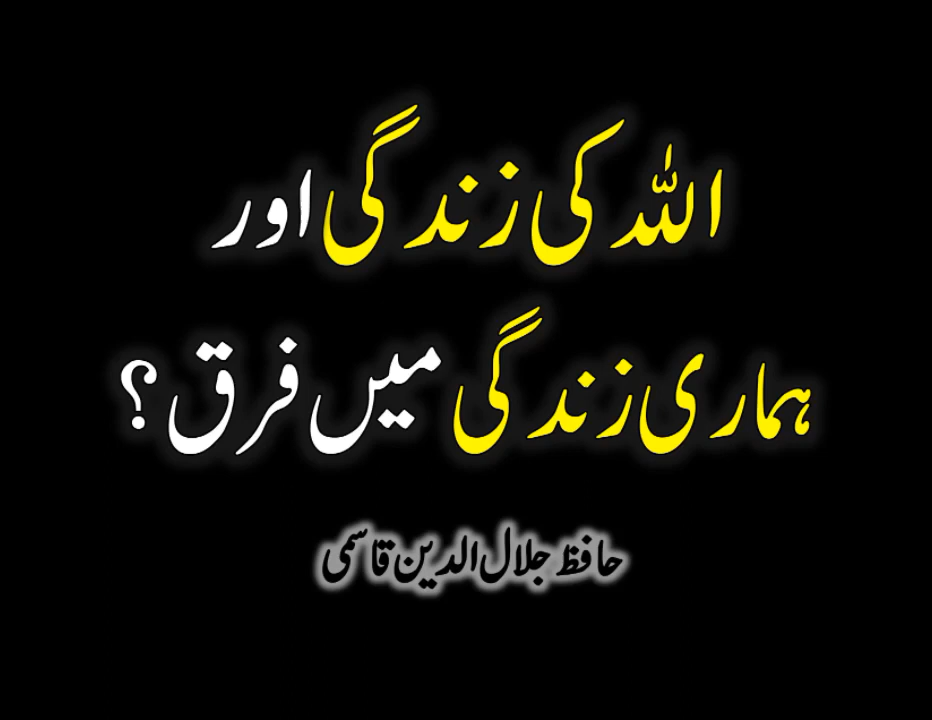 اللہ کی زندگی اور
ہماری زندگی میں فرق؟
حافظ جلال الدین قاسمی